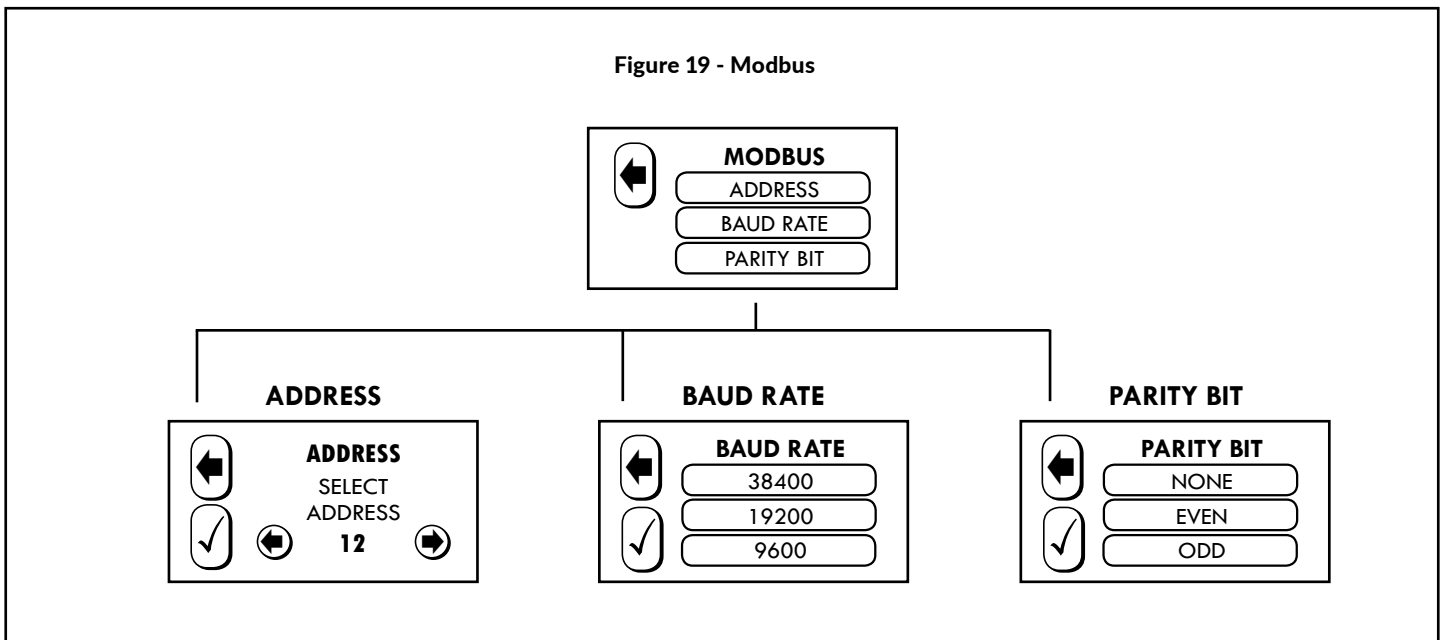 Figure 19 - Modbus
MODBUS
ADDRESS
BAUD RATE
PARITY BIT
ADDRESS
ADDRESS
SELECT
ADDRESS
12
BAUD RATE
BAUD RATE
38400
19200
9600
PARITY BIT
PARITY BIT
NONE
EVEN
ODD